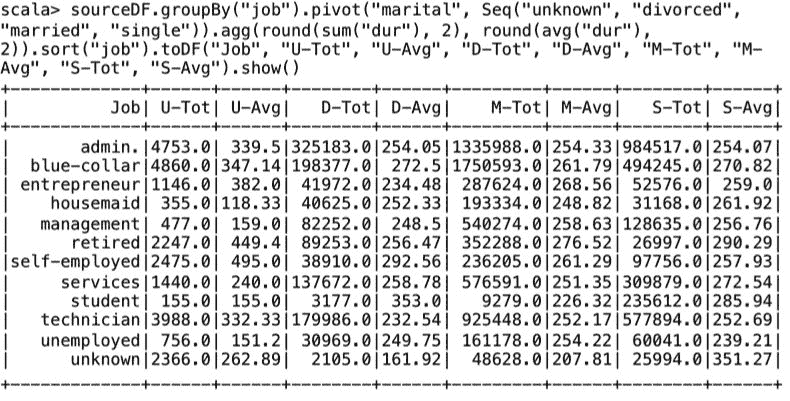 scala> sourceDF.groupBy("job").pivot("marital", Seq("unknown", "divorced",
"married", "single")).agg(round(sum("dur"), 2), round(avg("dur"),
2)).sort("job").toDF("Job", "U-Tot", "U-Avg", "D-Tot", "D-Avg", "M-Tot", "M-
Avg", "S-Tot", "S-Avg").show()
+-------------+------+------+--------+------+---------+------+--------+------+
|          Job| U-Tot| U-Avg|   D-Tot| D-Avg|    M-Tot| M-Avg|   S-Tot| S-Avg|
+-------------+------+------+--------+------+---------+------+--------+------+
|       admin.|4753.0| 339.5|325183.0|254.05|1335988.0|254.33|984517.0|254.07|
|  blue-collar|4860.0|347.14|198377.0| 272.5|1750593.0|261.79|494245.0|270.82|
| entrepreneur|1146.0| 382.0| 41972.0|234.48| 287624.0|268.56| 52576.0| 259.0|
|    housemaid| 355.0|118.33| 40625.0|252.33| 193334.0|248.82| 31168.0|261.92|
|   management| 477.0| 159.0| 82252.0| 248.5| 540274.0|258.63|128635.0|256.76|
|      retired|2247.0| 449.4| 89253.0|256.47| 352288.0|276.52| 26997.0|290.29|
|self-employed|2475.0| 495.0| 38910.0|292.56| 236205.0|261.29| 97756.0|257.93|
|     services|1440.0| 240.0|137672.0|258.78| 576591.0|251.35|309879.0|272.54|
|      student| 155.0| 155.0|  3177.0| 353.0|   9279.0|226.32|235612.0|285.94|
|   technician|3988.0|332.33|179986.0|232.54| 925448.0|252.17|577894.0|252.69|
|   unemployed| 756.0| 151.2| 30969.0|249.75| 161178.0|254.22| 60041.0|239.21|
|      unknown|2366.0|262.89|  2105.0|161.92|  48628.0|207.81| 25994.0|351.27|
+-------------+------+------+--------+------+---------+------+--------+------+